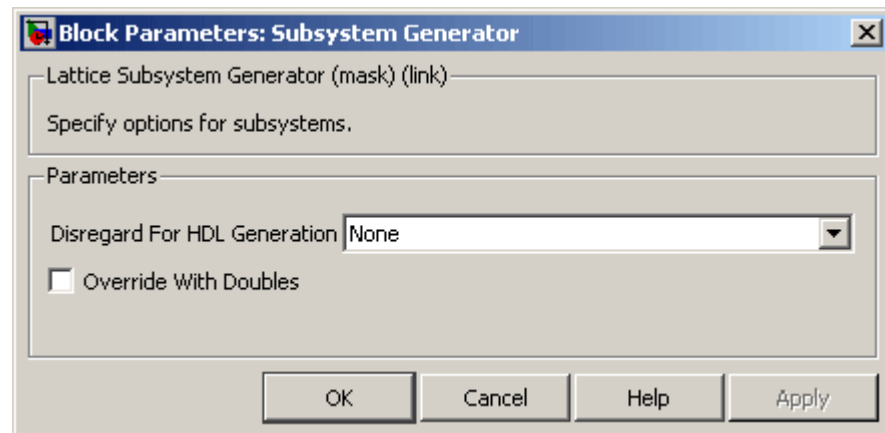 Block Parameters: Subsystem Generator
Lattice Subsystem Generator (mask) (link)
Specify options for subsystems.
Parameters
Disregard For HDL Generation None
Override With Doubles
OK Cancel Help Apply